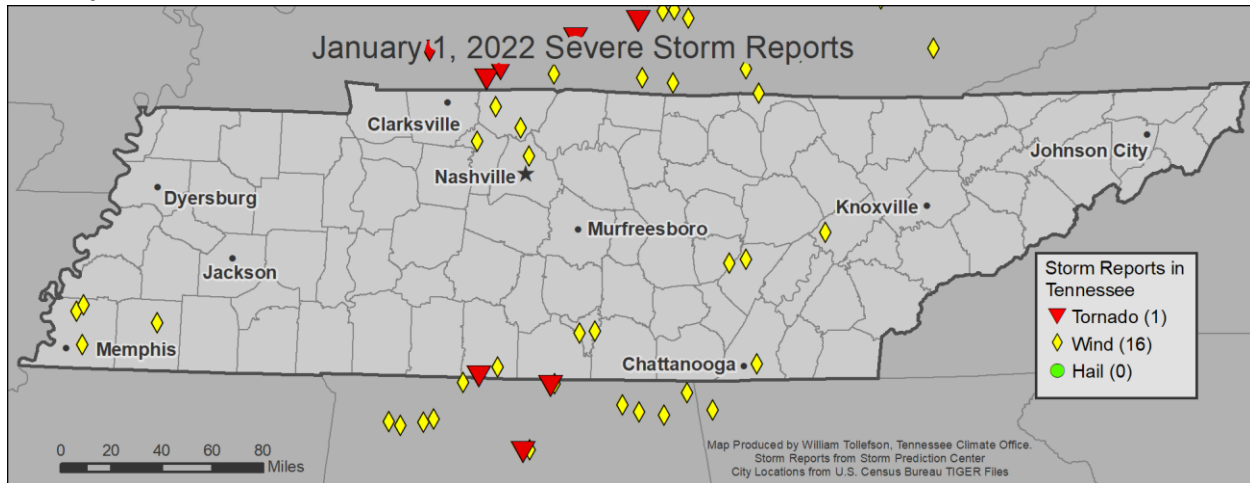 January 1, 2022 Severe Storm Reports
Clarksville
Johnson City
Nashville
Dyersburg
Knoxville
Murfreesboro
Jackson
Memphis
Chattanooga
Storm Reports in
Tennessee
Tornado (1)
Wind (16)
Hail (0)
0 20 40 60 80
Miles
Map Produced by William Tollefson, Tennessee Climate Office.
Storm Reports from Storm Prediction Center
City Locations from U.S. Census Bureau TIGER Files